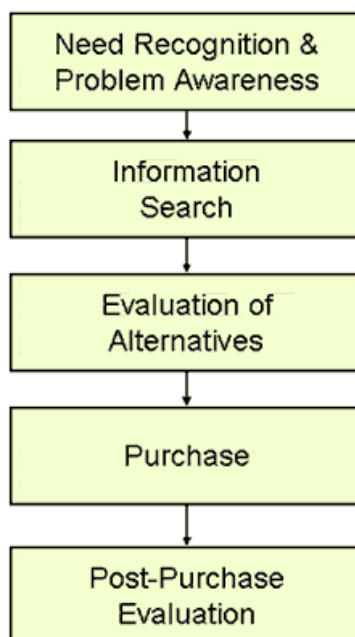 Need Recognition &
Problem Awareness
Information
Search
Evaluation of
Alternatives
Purchase
Post-Purchase
Evaluation